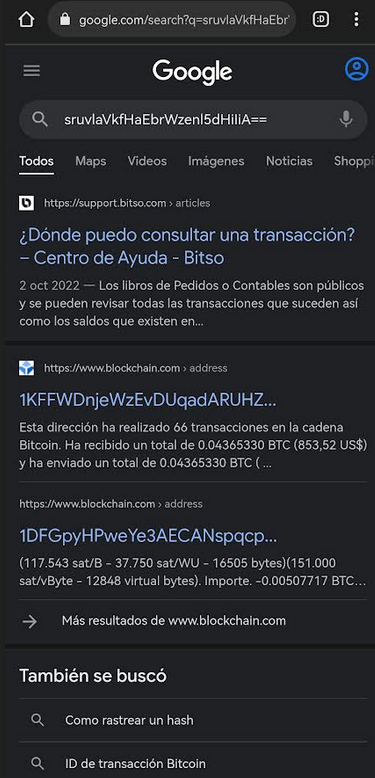 google.com/search?q=sruvlaVkfHaEbr
:D
Google
sruvlaVkfHaEbrWzenl5dHiIiA==
Todos Maps Videos Imágenes Noticias Shoppi
https://support.bitso.com › articles
¿Dónde puedo consultar una transacción?
– Centro de Ayuda - Bitso
2 oct 2022 — Los libros de Pedidos o Contables son públicos
y se pueden revisar todas las transacciones que suceden así
como los saldos que existen en...
https://www.blockchain.com › address
1KFFWDnjeWzEvDUqadARUHZ...
Esta dirección ha realizado 66 transacciones en la cadena
Bitcoin. Ha recibido un total de 0.04365330 BTC (853,52 US$)
y ha enviado un total de 0.04365330 BTC ( ...
https://www.blockchain.com › address
1DFGpyHPweYe3AECANspqcp...
(117.543 sat/B - 37.750 sat/WU - 16505 bytes)(151.000
sat/vByte - 12848 virtual bytes). Importe. -0.00507717 BTC...
Más resultados de www.blockchain.com
También se buscó
Como rastrear un hash
ID de transacción Bitcoin